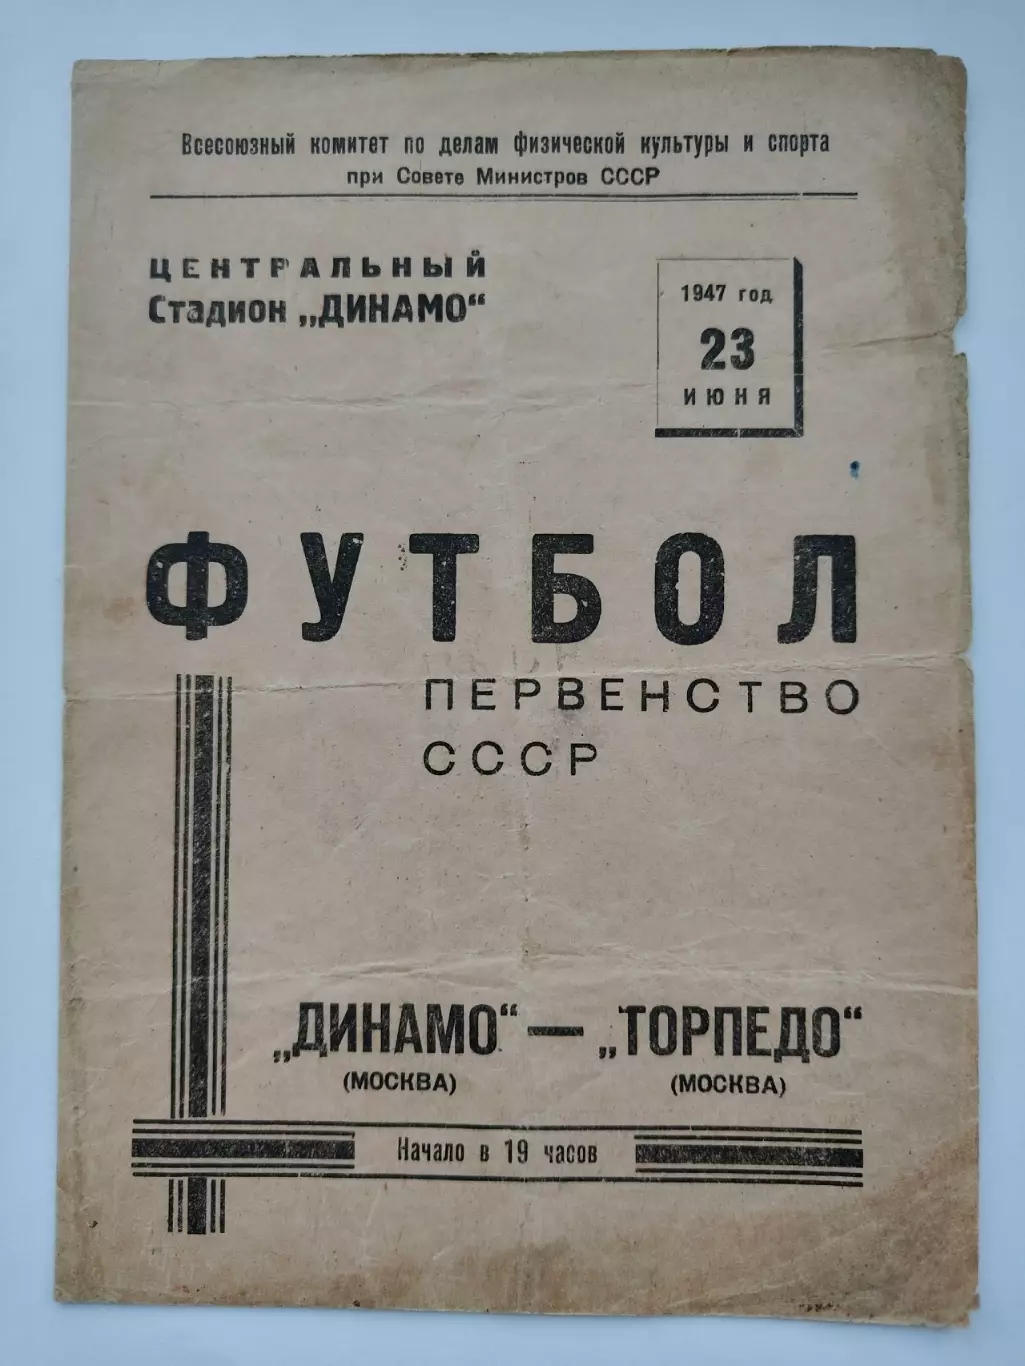 Всесоюзный комитет по делам физической культуры и спорта
при Совете Министров СССР
ЦЕНТРАЛЬНЫЙ
Стадион „ДИНАМО“
1947 год
23
ИЮНЯ
ФУТБОЛ
ПЕРВЕНСТВО
СССР
„ДИНАМО“ — „ТОРПЕДО“
(МОСКВА) (МОСКВА)
Начало в 19 часов